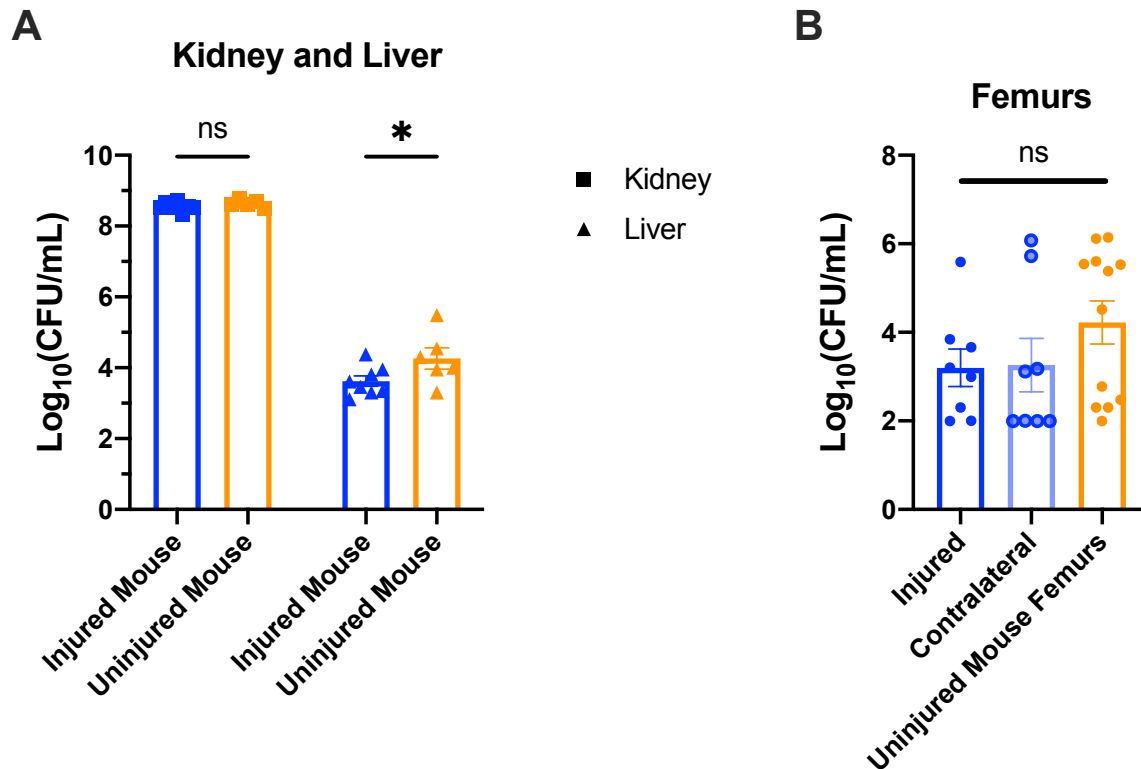 A
Kidney and Liver
ns
*
10
8
6
4
2
0
Log10(CFU/mL)
Injured Mouse
Uninjured Mouse
Injured Mouse
Uninjured Mouse
Kidney
Liver
B
Femurs
ns
8
6
4
2
0
Log10(CFU/mL)
Injured
Contralateral
Uninjured Mouse Femurs